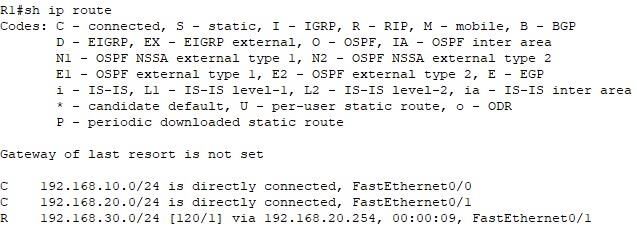 R1#sh ip route
Codes: C - connected, S - static, I - IGRP, R - RIP, M - mobile, B - BGP
       D - EIGRP, EX - EIGRP external, O - OSPF, IA - OSPF inter area
       N1 - OSPF NSSA external type 1, N2 - OSPF NSSA external type 2
       E1 - OSPF external type 1, E2 - OSPF external type 2, E - EGP
       i - IS-IS, L1 - IS-IS level-1, L2 - IS-IS level-2, ia - IS-IS inter area
       * - candidate default, U - per-user static route, o - ODR
       P - periodic downloaded static route

Gateway of last resort is not set

C    192.168.10.0/24 is directly connected, FastEthernet0/0
C    192.168.20.0/24 is directly connected, FastEthernet0/1
R    192.168.30.0/24 [120/1] via 192.168.20.254, 00:00:09, FastEthernet0/1